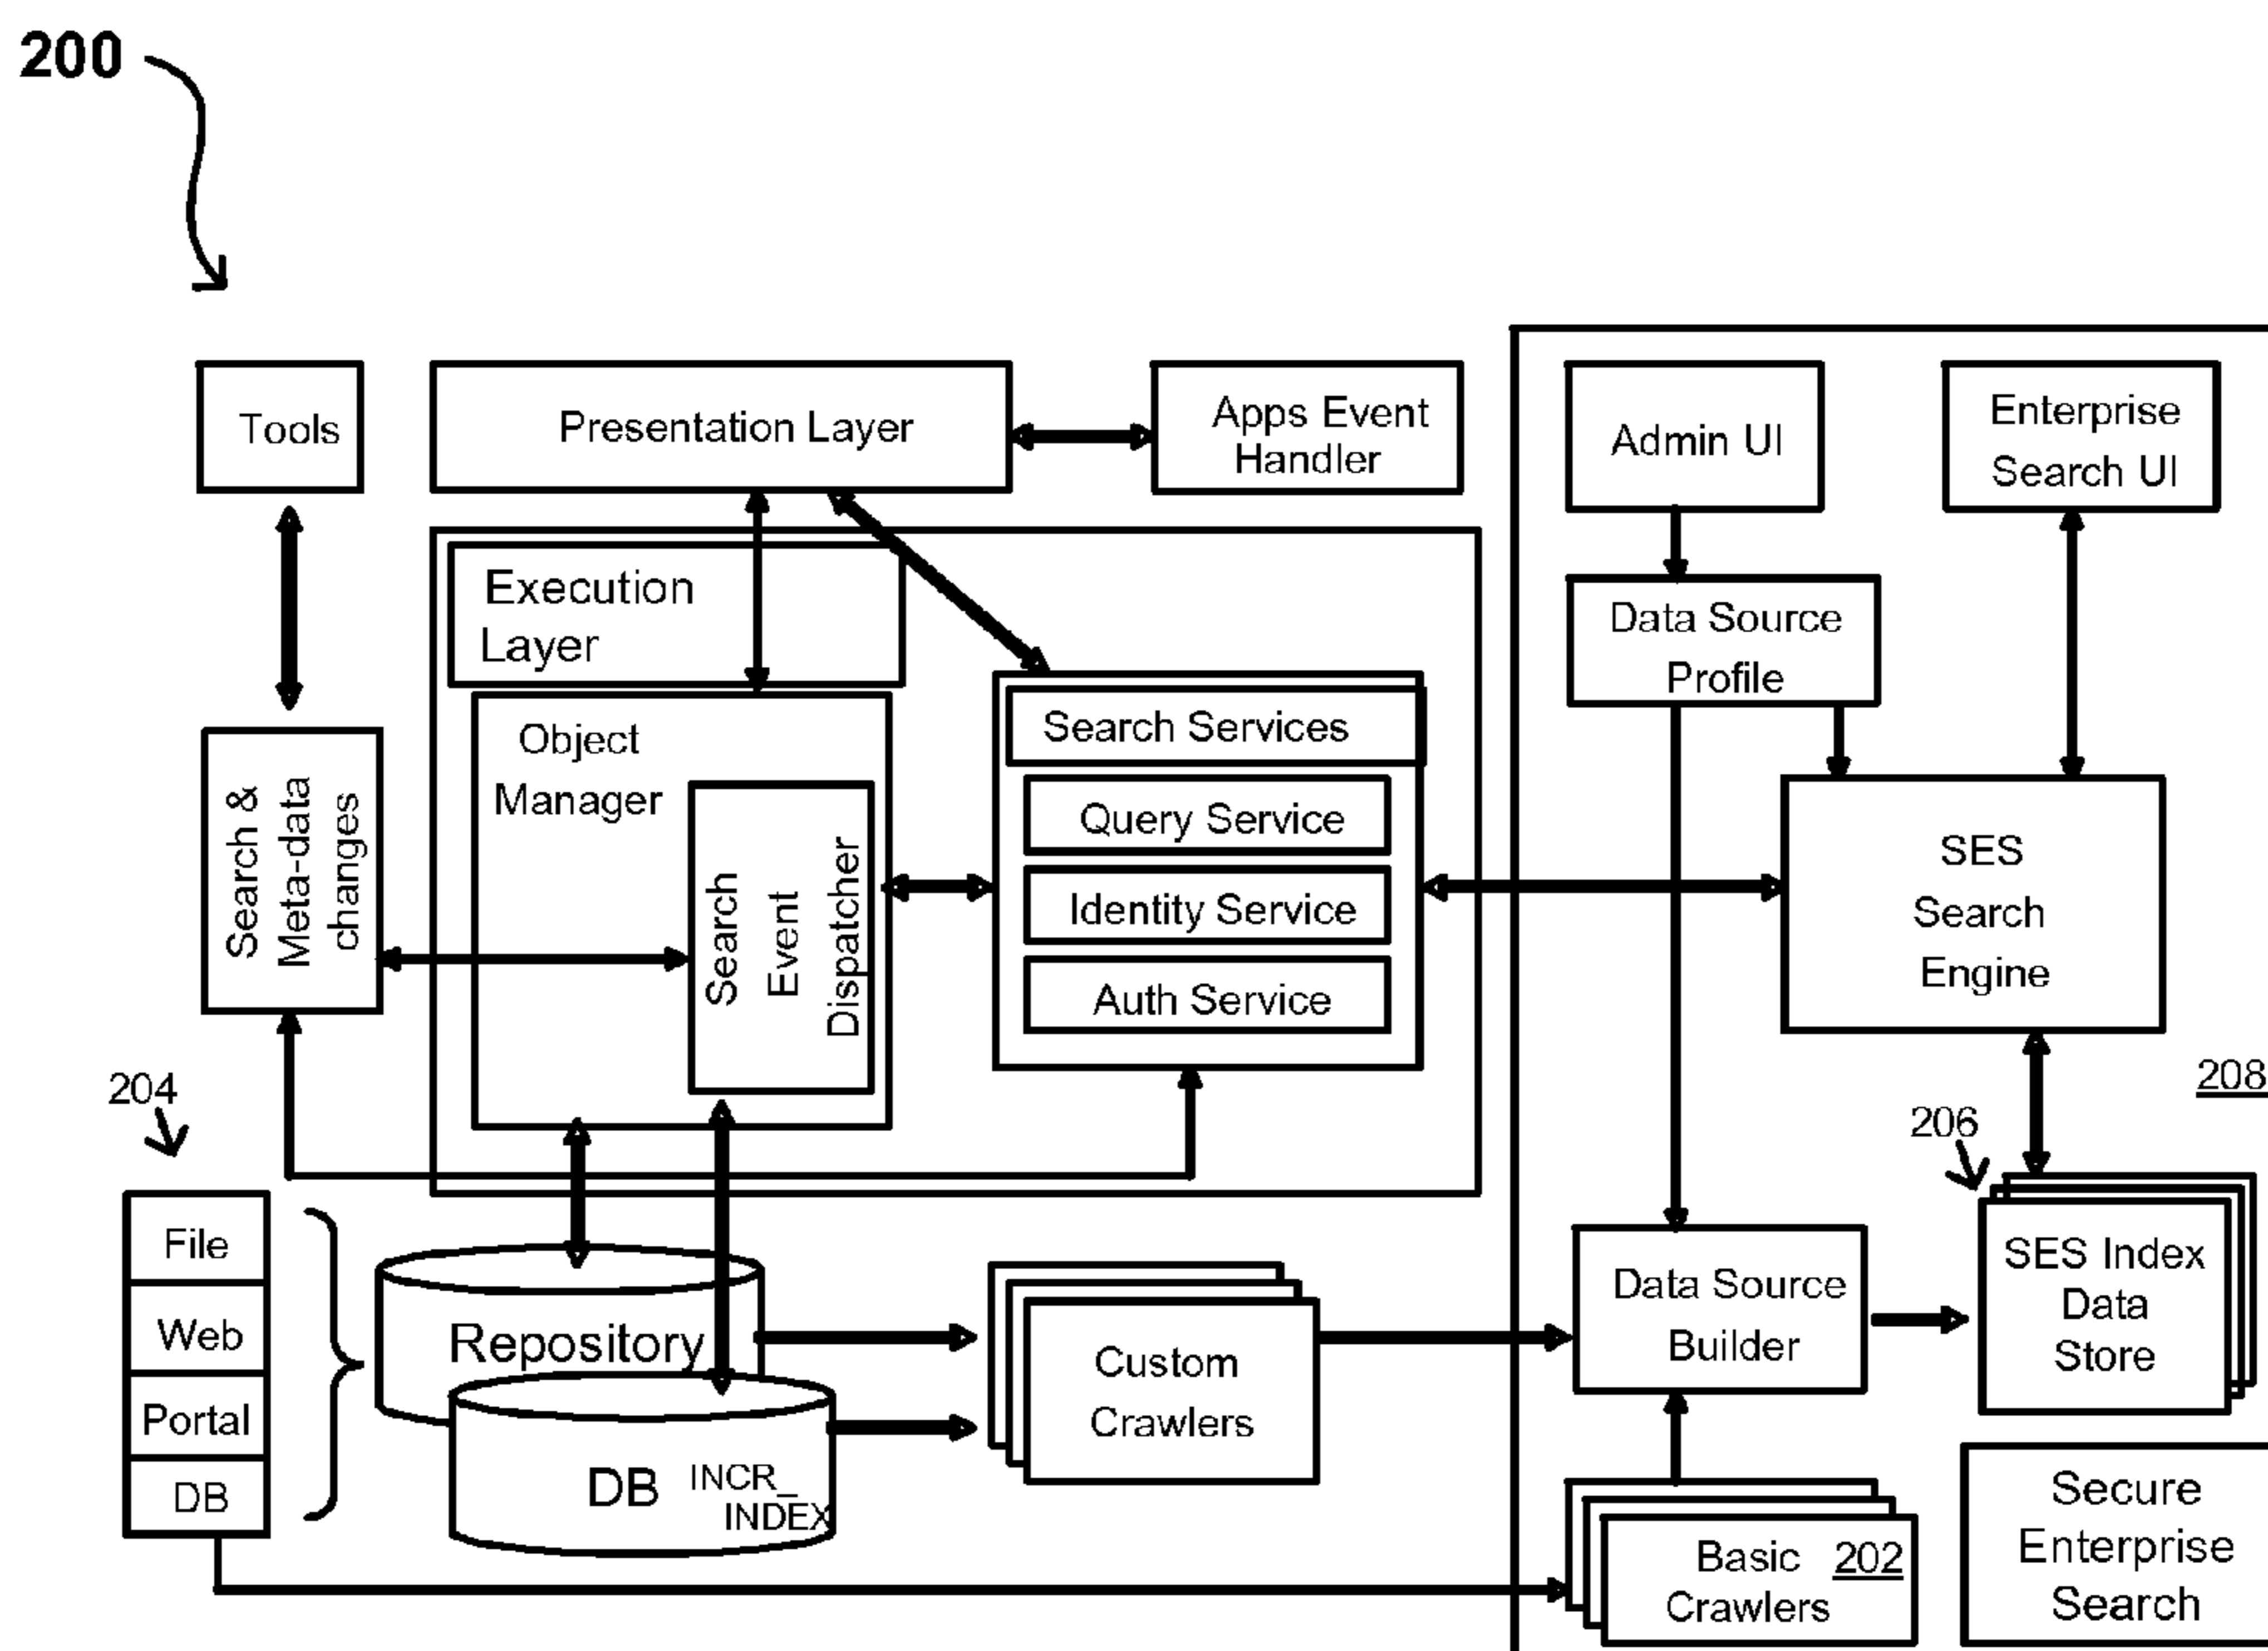 200
Tools
Presentation Layer
Apps Event
Handler
Admin UI
Enterprise
Search UI
Execution
Layer
Data Source
Profile
Object
Manager
Search Services
Query Service
Identity Service
Auth Service
Search
Event
Dispatcher
Search &
Meta-data
changes
SES
Search
Engine
208
204
206
File
Web
Portal
DB
Repository
DB
INCR_
INDEX
Custom
Crawlers
Data Source
Builder
SES Index
Data
Store
Basic 202
Crawlers
Secure
Enterprise
Search